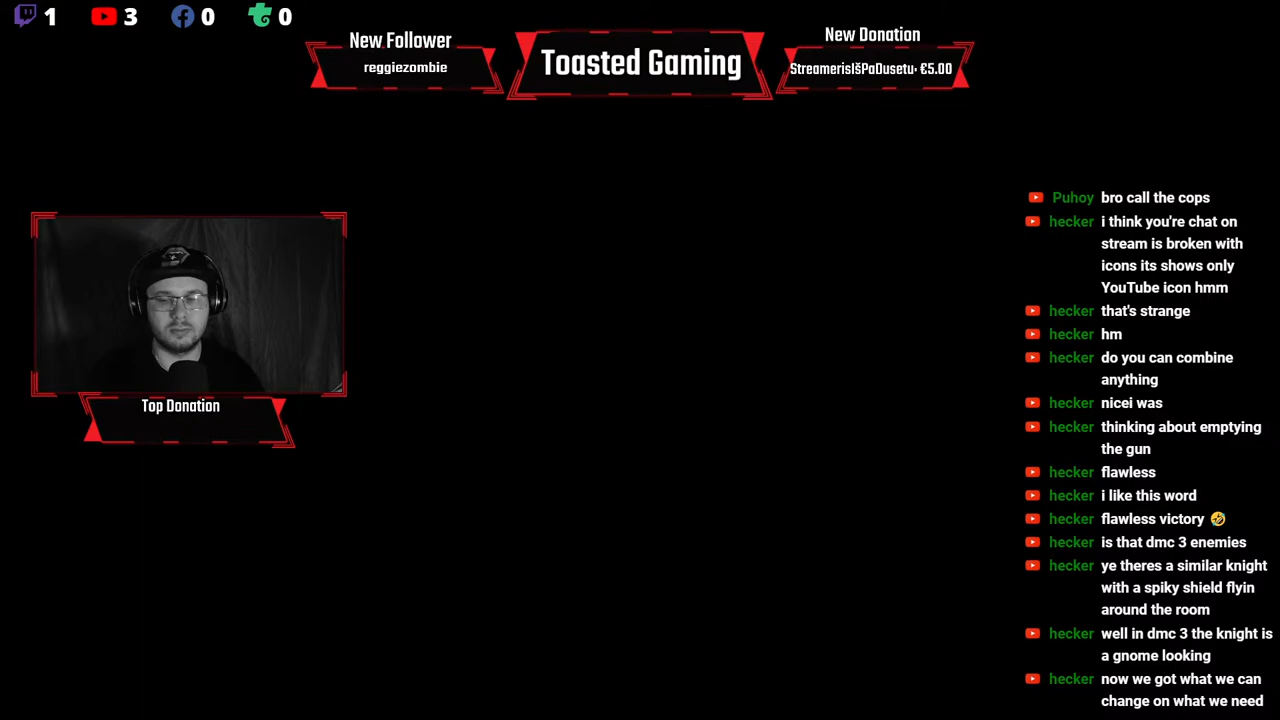 1 3 0 0
New Follower
reggiezombie
Toasted Gaming
New Donation
StreamerisIšPaDusetu• €5.00
Top Donation
Puhoy bro call the cops
hecker i think you're chat on
stream is broken with
icons its shows only
YouTube icon hmm
hecker that's strange
hecker hm
hecker do you can combine
anything
hecker nicei was
hecker thinking about emptying
the gun
hecker flawless
hecker i like this word
hecker flawless victory 🤣
hecker is that dmc 3 enemies
hecker ye theres a similar knight
with a spiky shield flyin
around the room
hecker well in dmc 3 the knight is
a gnome looking
hecker now we got what we can
change on what we need